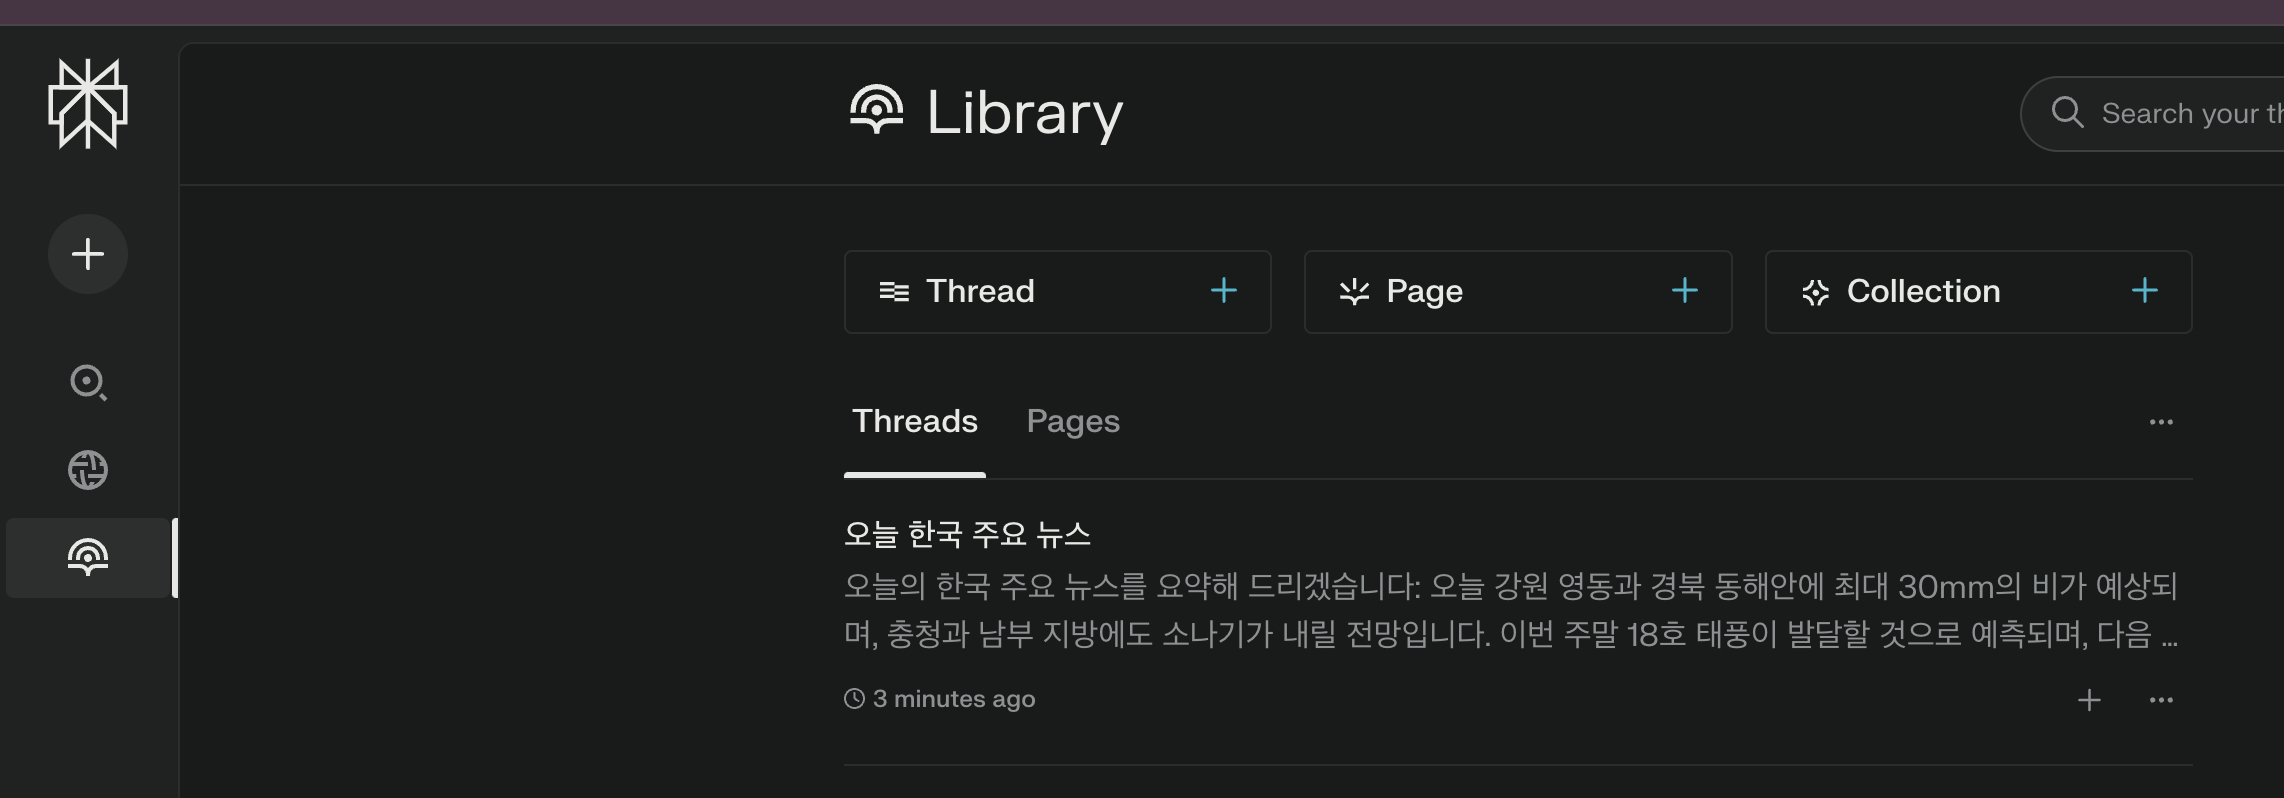 Library
Search your
Thread
Page
Collection
Threads
Pages
오늘 한국 주요 뉴스
오늘의 한국 주요 뉴스를 요약해 드리겠습니다: 오늘 강원 영동과 경북 동해안에 최대 30mm의 비가 예상되
며, 충청과 남부 지방에도 소나기가 내릴 전망입니다. 이번 주말 18호 태풍이 발달할 것으로 예측되며, 다음 ...
3 minutes ago